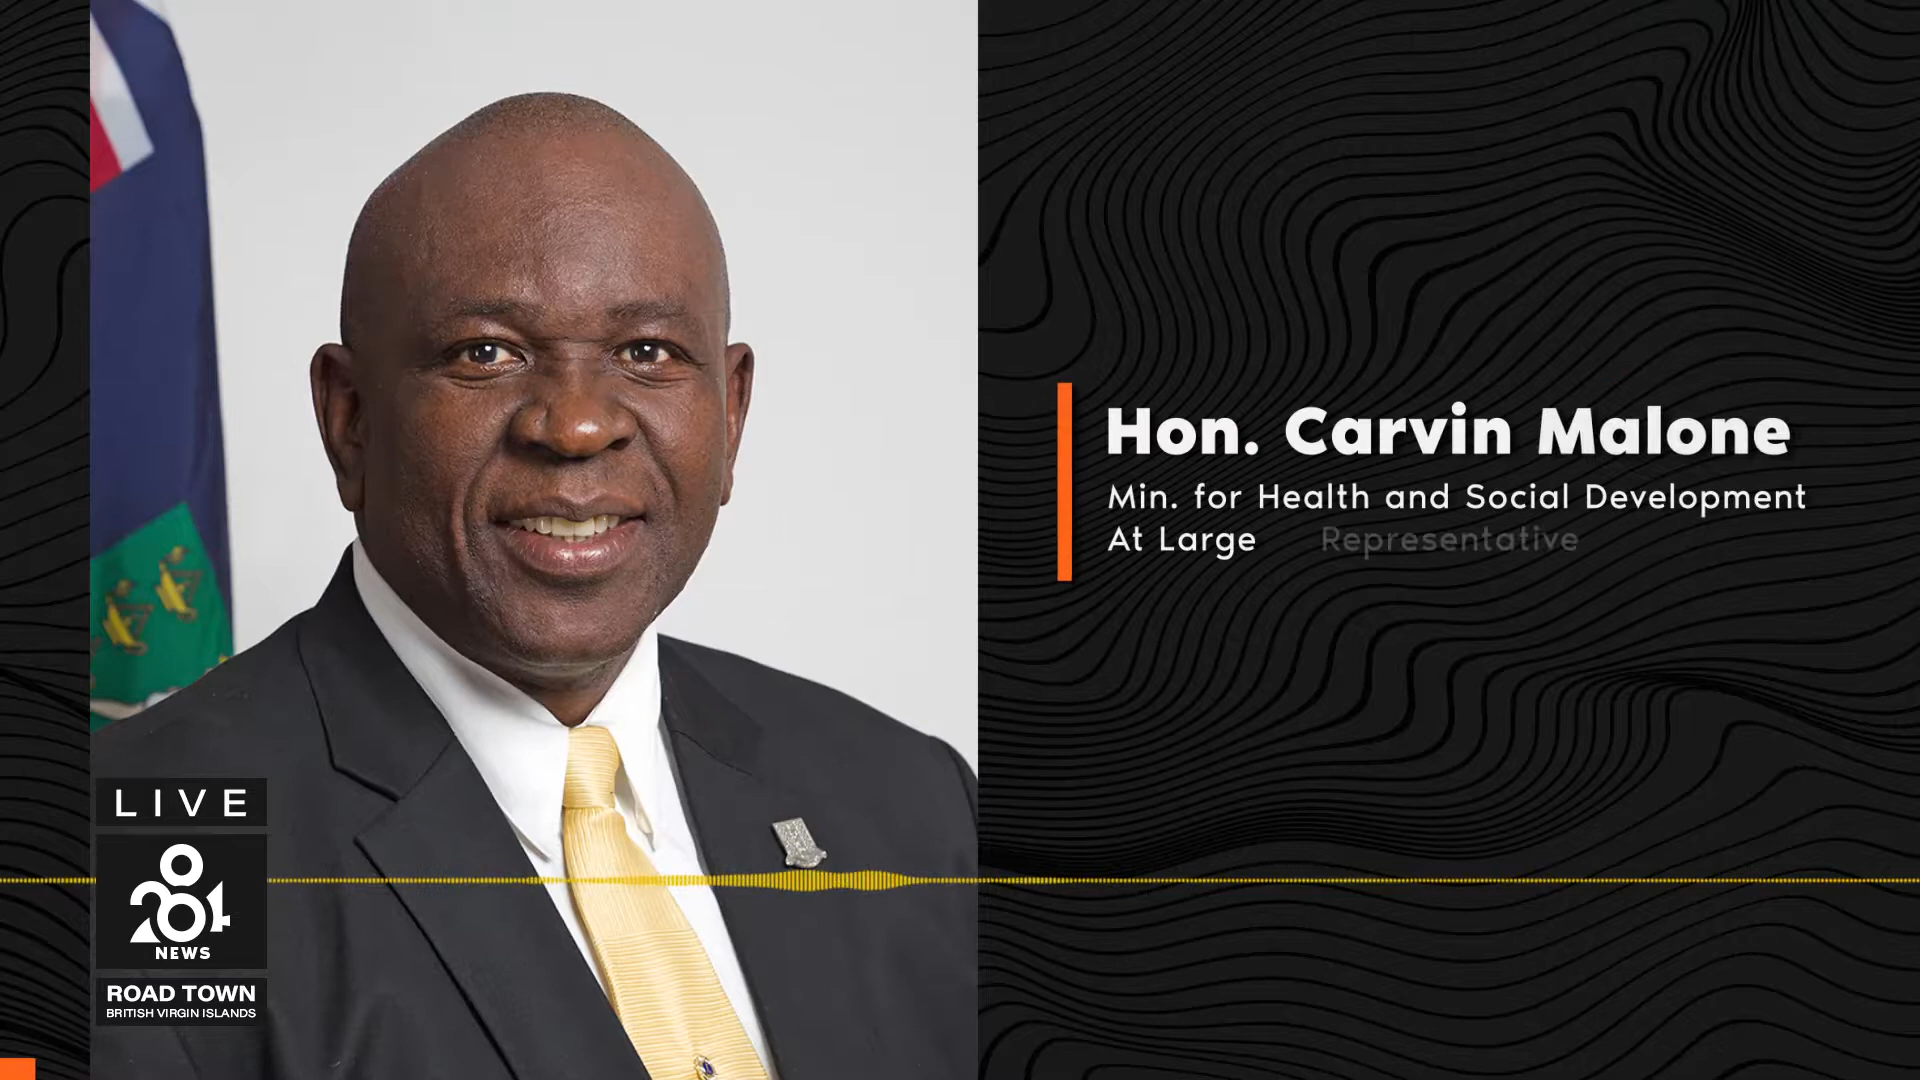 Hon. Carvin Malone
Min. for Health and Social Development
At Large Representative
LIVE
284
NEWS
ROAD TOWN
BRITISH VIRGIN ISLANDS